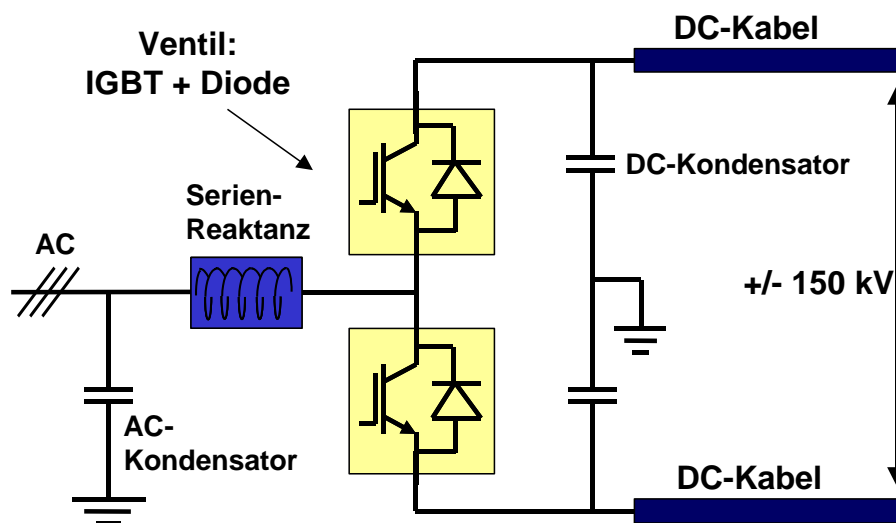 Ventil:
IGBT + Diode
DC-Kabel
DC-Kondensator
Serien-
Reaktanz
AC
+/- 150 kV
AC-
Kondensator
DC-Kabel